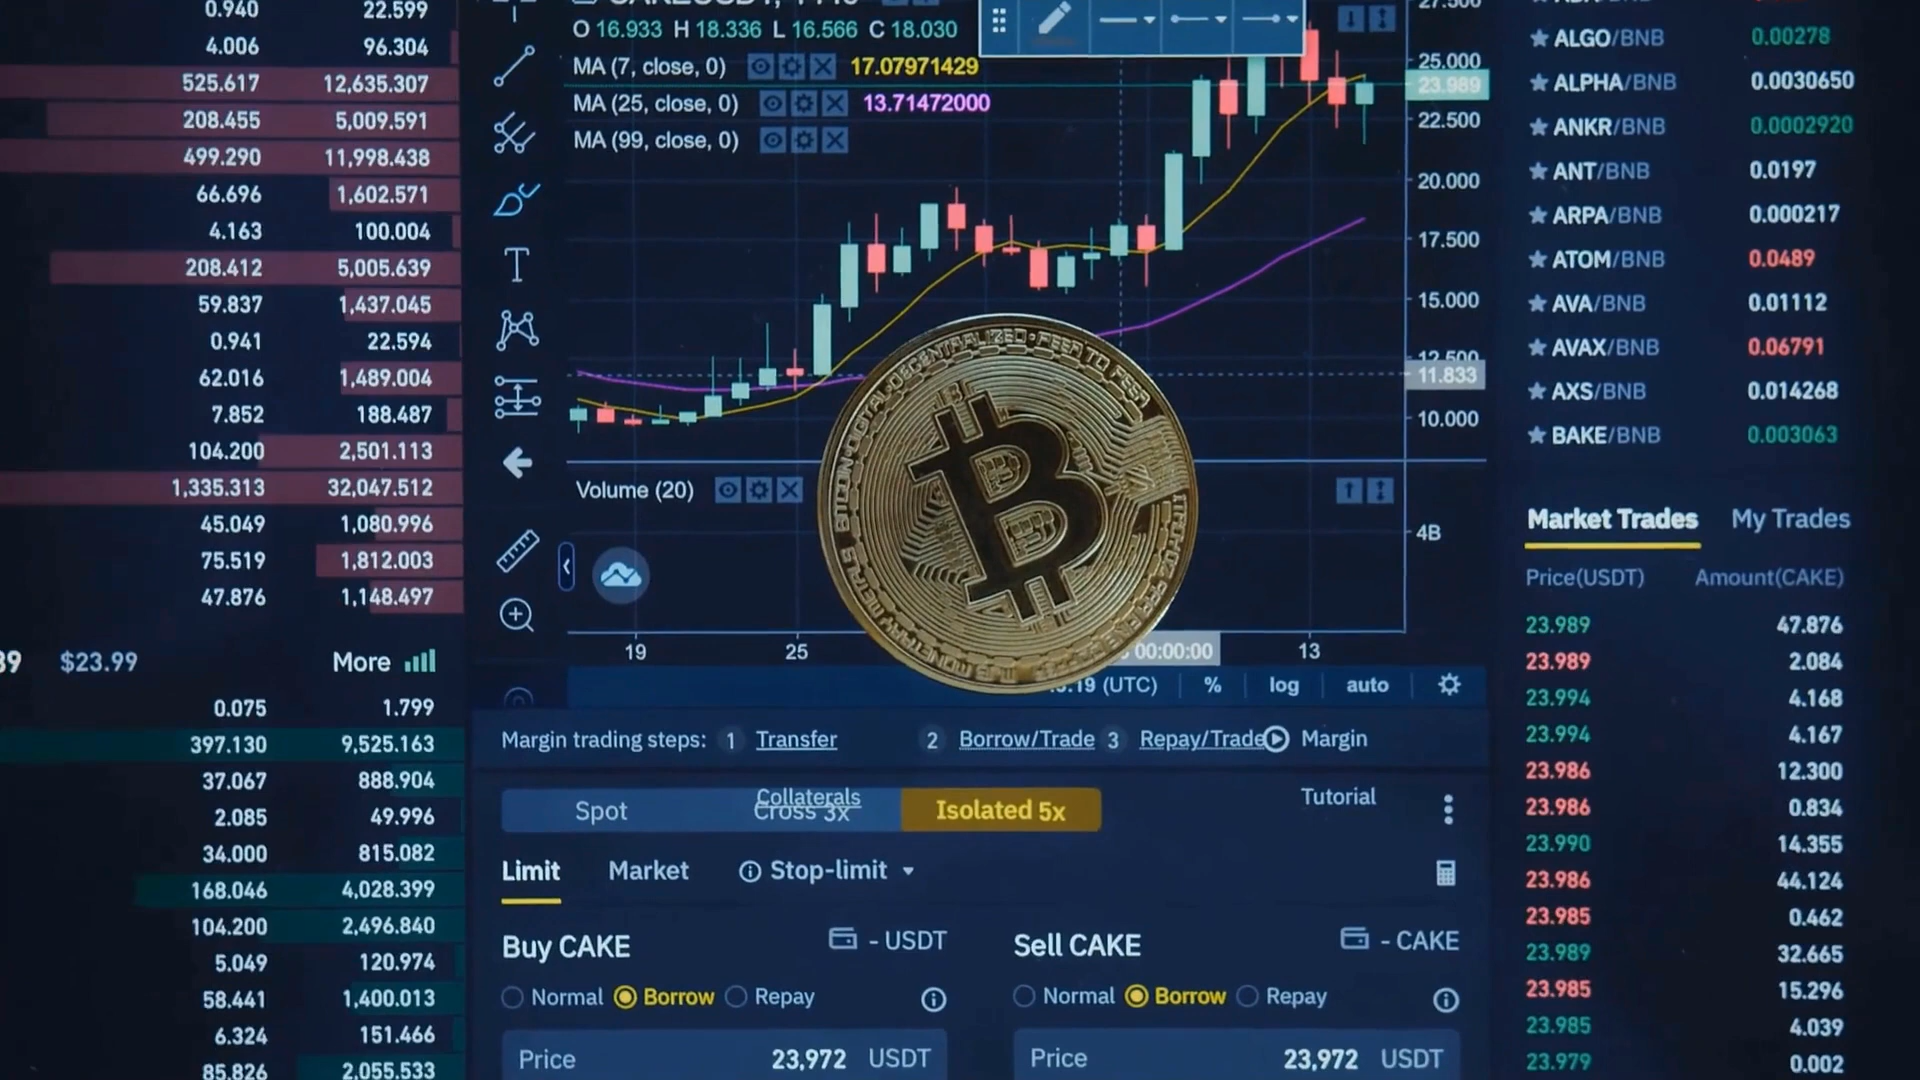 0.940 22.599
4.006 96.304
525.617 12,635.307
208.455 5,009.591
499.290 11,998.438
66.696 1,602.571
4.163 100.004
208.412 5,005.639
59.837 1,437.045
0.941 22.594
62.016 1,489.004
7.852 188.487
104.200 2,501.113
1,335.313 32,047.512
45.049 1,080.996
75.519 1,812.003
47.876 1,148.497
$23.99 More
0.075 1.799
397.130 9,525.163
37.067 888.904
2.085 49.996
34.000 815.082
168.046 4,028.399
104.200 2,496.840
5.049 120.974
58.441 1,400.013
6.324 151.466
85.826 2,055.533
O 16.933 H 18.336 L 16.566 C 18.030
MA (7, close, 0) 17.07971429
MA (25, close, 0) 13.71472000
MA (99, close, 0)
27.500
25.000
23.989
22.500
20.000
17.500
15.000
12.500
11.833
10.000
Volume (20)
4B
BITCOIN
DIGITAL
DECENTRALIZED
PEER TO PEER
19 25 00:00:00 13
(UTC) % log auto
Margin trading steps: 1 Transfer 2 Borrow/Trade 3 Repay/Trade Margin
Collaterals Tutorial
Spot Cross 3x Isolated 5x
Limit Market Stop-limit
Buy CAKE - USDT
Normal Borrow Repay
Price 23,972 USDT
Sell CAKE - CAKE
Normal Borrow Repay
Price 23,972 USDT
ALGO/BNB 0.00278
ALPHA/BNB 0.0030650
ANKR/BNB 0.0002920
ANT/BNB 0.0197
ARPA/BNB 0.000217
ATOM/BNB 0.0489
AVA/BNB 0.01112
AVAX/BNB 0.06791
AXS/BNB 0.014268
BAKE/BNB 0.003063
Market Trades My Trades
Price(USDT) Amount(CAKE)
23.989 47.876
23.989 2.084
23.994 4.168
23.994 4.167
23.986 12.300
23.986 0.834
23.990 14.355
23.986 44.124
23.985 0.462
23.989 32.665
23.985 15.296
23.985 4.039
23.979 0.002